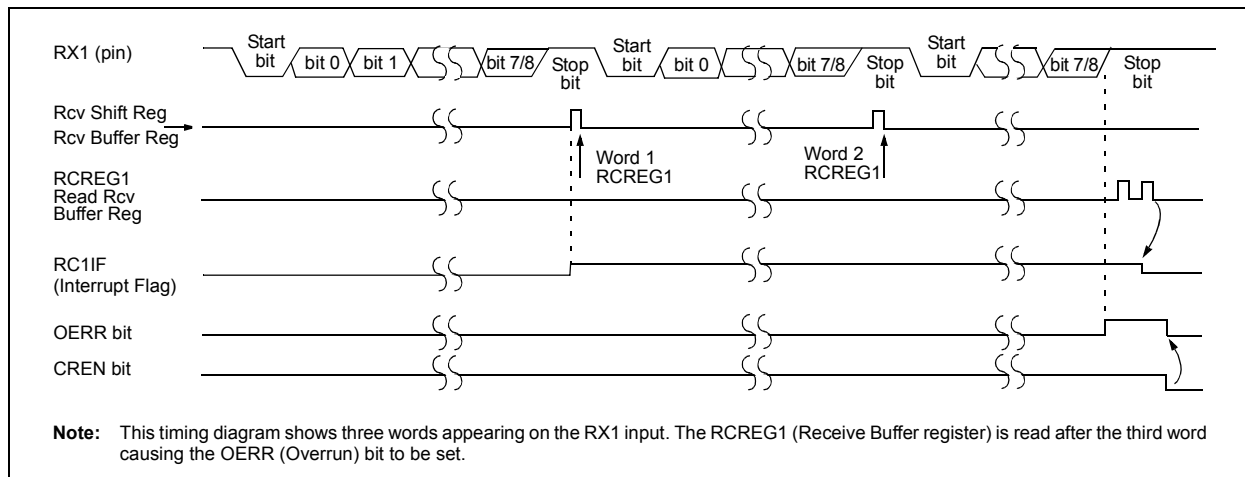 RX1 (pin)
Start bit
bit 0
bit 1
bit 7/8
Stop bit
Start bit
bit 0
bit 7/8
Stop bit
Start bit
bit 7/8
Stop bit
Rcv Shift Reg
Rcv Buffer Reg
Word 1
RCREG1
Word 2
RCREG1
RCREG1
Read Rcv
Buffer Reg
RC1IF
(Interrupt Flag)
OERR bit
CREN bit
Note: This timing diagram shows three words appearing on the RX1 input. The RCREG1 (Receive Buffer register) is read after the third word
causing the OERR (Overrun) bit to be set.